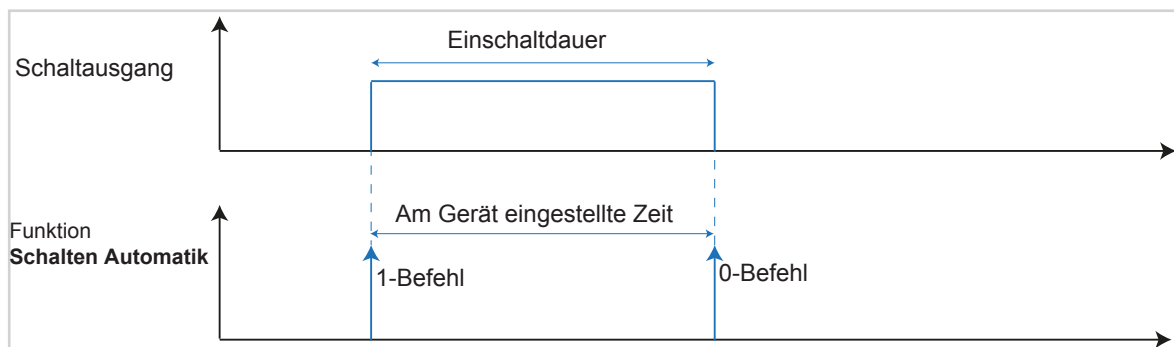 Einschaltdauer
Schaltausgang
Am Gerät eingestellte Zeit
Funktion
Schalten Automatik
1-Befehl
0-Befehl